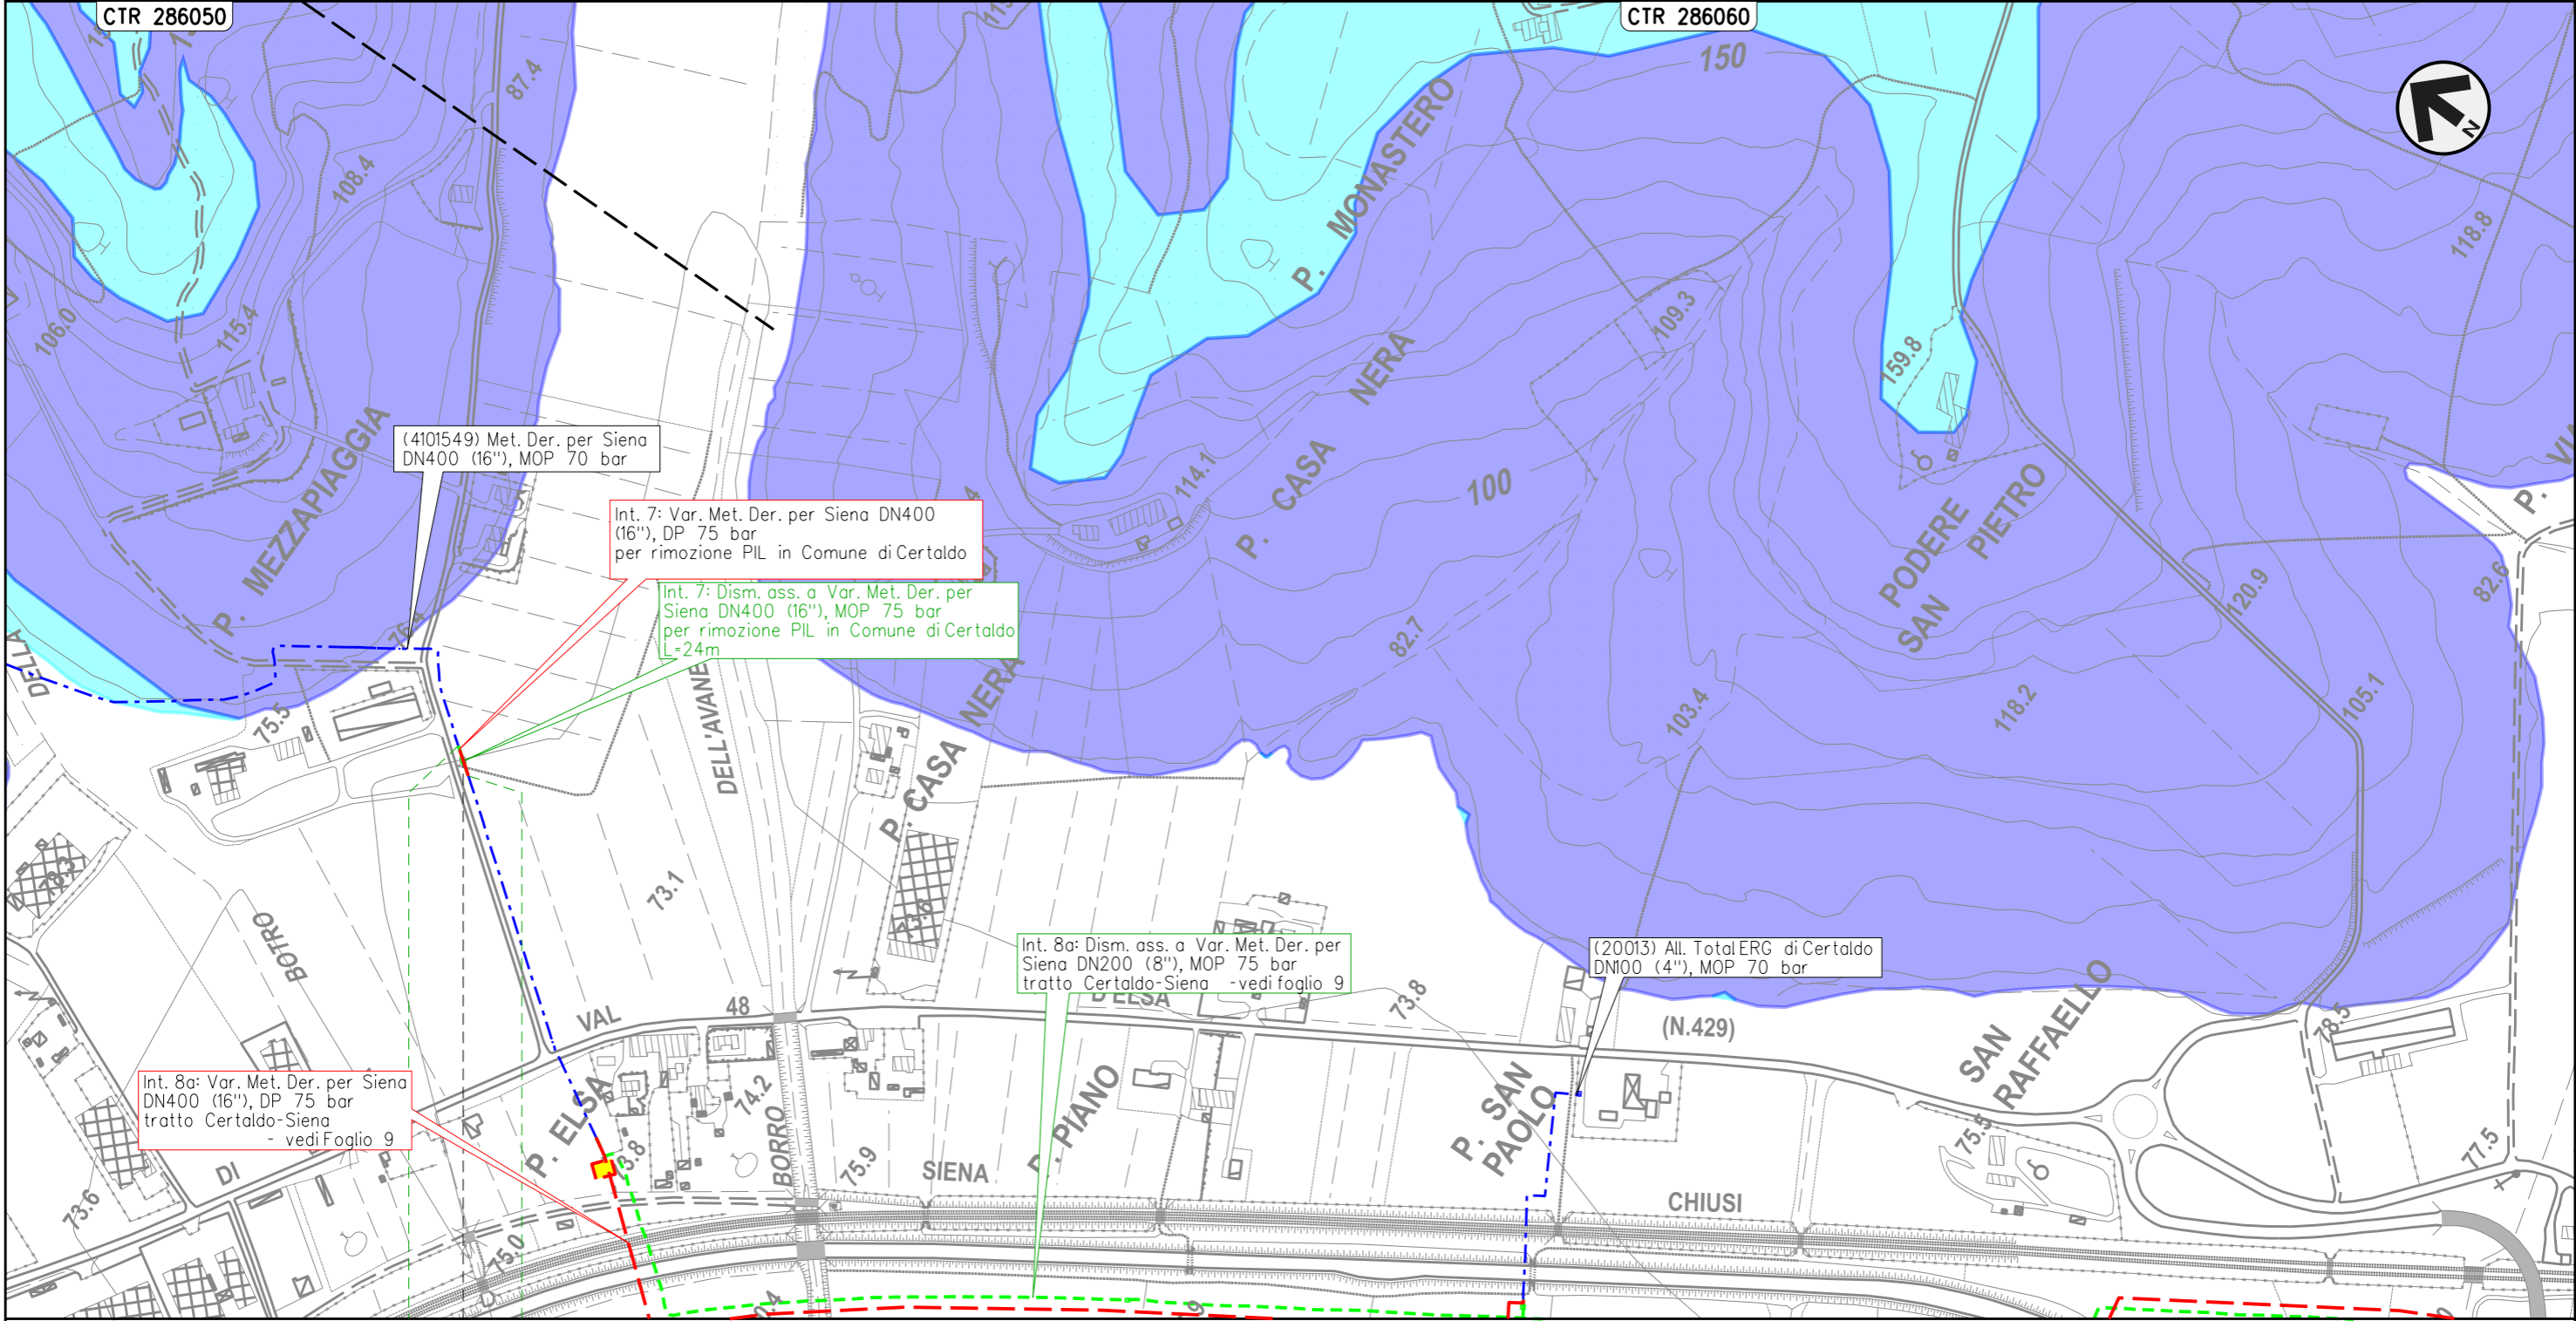 CTR 286050
CTR 286060
150
N
87.4
108.4
P. MONASTERO
118.8
106.0
115.4
109.3
159.8
P. MEZZAPIAGGIA
P. CASA NERA
114.1
100
PODERE
SAN PIETRO
P.
(4101549) Met. Der. per Siena
DN400 (16"), MOP 70 bar
Int. 7: Var. Met. Der. per Siena DN400
(16"), DP 75 bar
per rimozione PIL in Comune di Certaldo
Int. 7: Dism. ass. a Var. Met. Der. per
Siena DN400 (16"), MOP 75 bar
per rimozione PIL in Comune di Certaldo
L=24m
82.7
120.9
82.6
DELLA
75.5
DELL'AVANE
P. CASA NERA
103.4
118.2
105.1
78.3
BOTRO
73.1
73.6
Int. 8a: Dism. ass. a Var. Met. Der. per
Siena DN200 (8"), MOP 75 bar
tratto Certaldo-Siena - vedi foglio 9
D'ELSA
73.8
(20013) All. TotalERG di Certaldo
DN100 (4"), MOP 70 bar
VAL
48
(N.429)
SAN
RAFFAELLO
78.5
Int. 8a: Var. Met. Der. per Siena
DN400 (16"), DP 75 bar
tratto Certaldo-Siena
- vedi Foglio 9
P. ELSA
74.2
BORRO
P. PIANO
P. SAN
PAOLO
75.5
77.5
DI
73.6
75.9
SIENA
CHIUSI
75.0